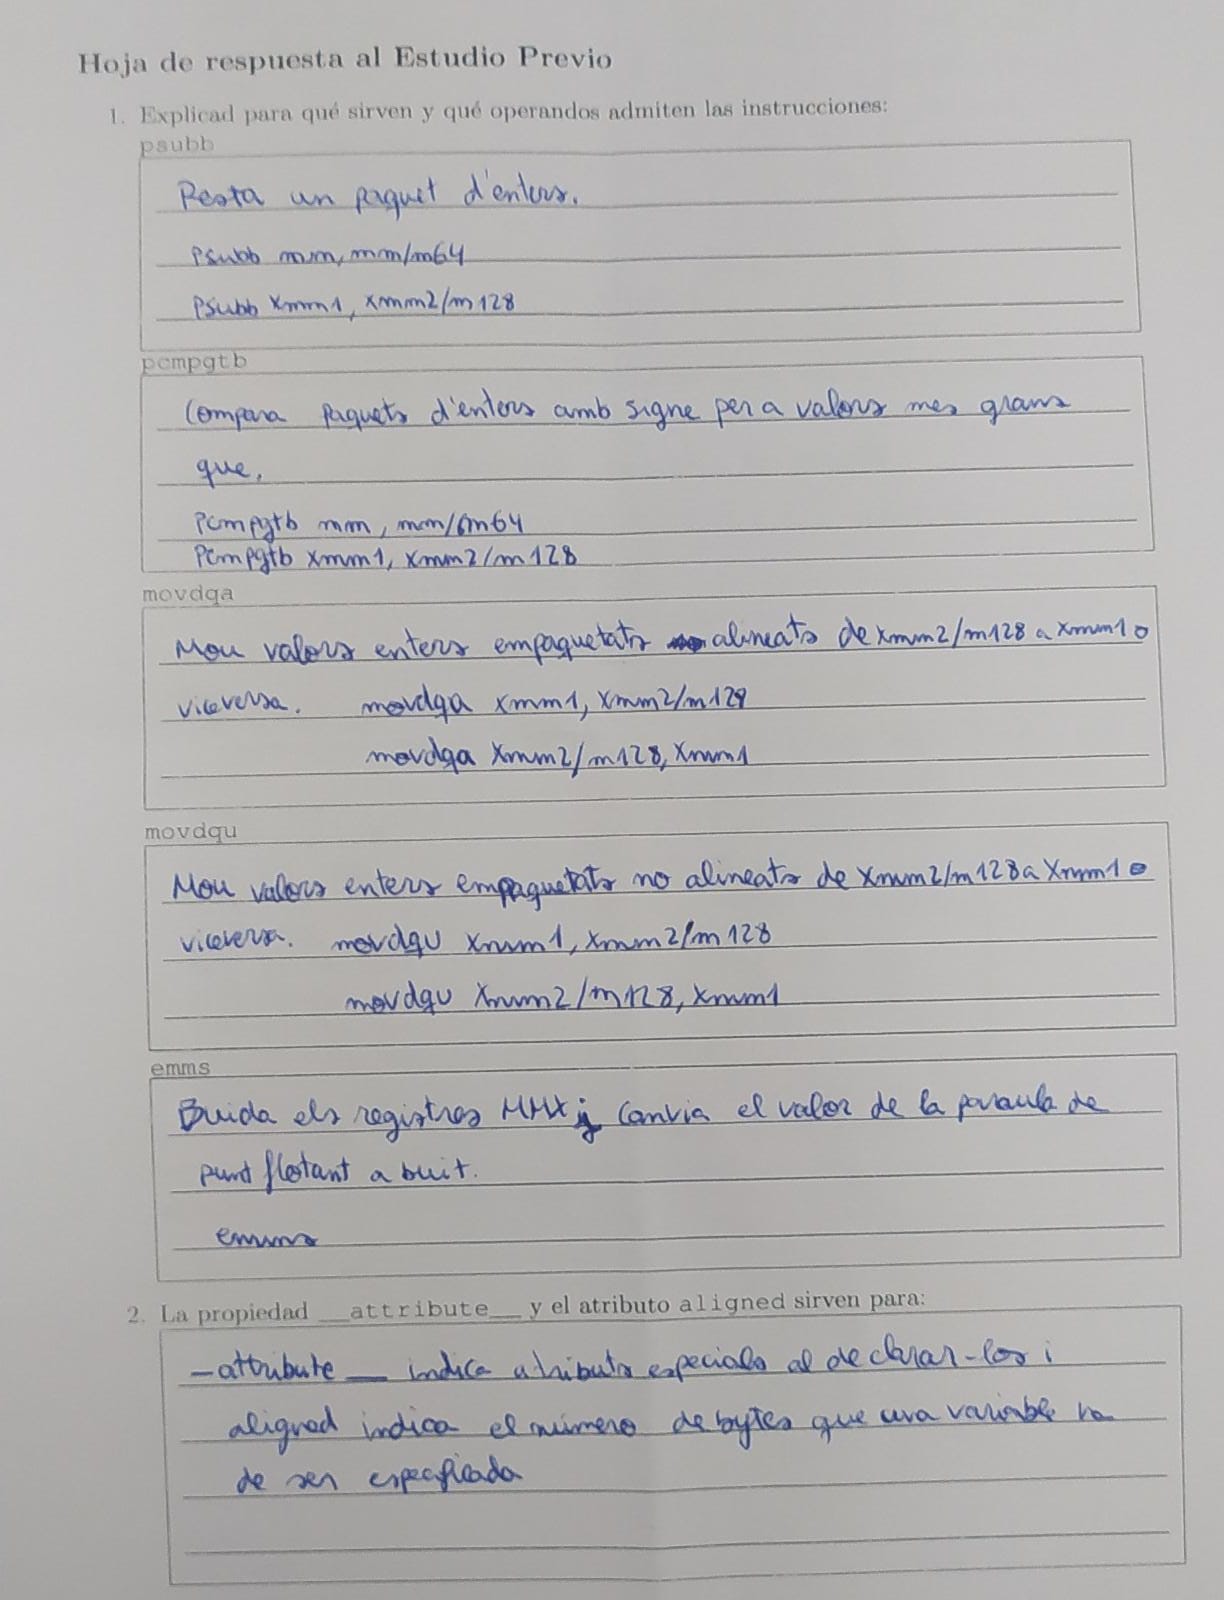 Hoja de respuesta al Estudio Previo
1. Explicad para qué sirven y qué operandos admiten las instrucciones:
psubb
Resta un paquet d'enters.
Psubb mm, mm/m64
Psubb xmm1, xmm2/m128
pcmpgtb
Compara paquets d'enters amb signe per a valors mes grans
que.
Pcmpgtb mm, mm/m64
Pcmpgtb xmm1, xmm2/m128
movdqa
Mou valors enters empaquetats alineats de xmm2/m128 a xmm1 o
viceversa. movdqa xmm1, xmm2/m128
movdqa xmm2/m128, xmm1
movdqu
Mou valors enters empaquetats no alineats de xmm2/m128 a xmm1 o
viceversa. movdqu xmm1, xmm2/m128
movdqu xmm2/m128, xmm1
emms
Buida els registres MMX i canvia el valor de la paraula de
punt flotant a buit.
emms
2. La propiedad __attribute__ y el atributo aligned sirven para:
_attribute__ indica atributs especials al declarar-los i
aligned indica el número de bytes que una variable ha
de ser especificada